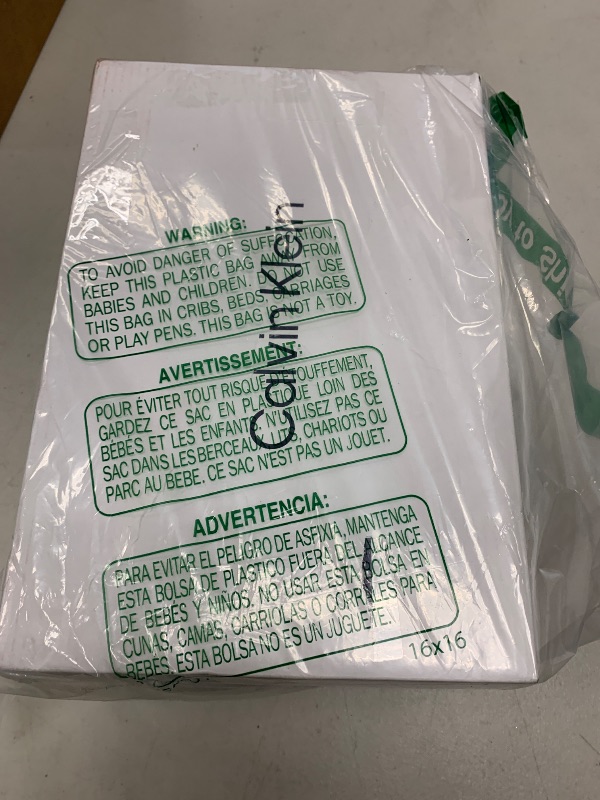 WARNING:
TO AVOID DANGER OF SUFFOCATION,
KEEP THIS PLASTIC BAG AWAY FROM
BABIES AND CHILDREN. DO NOT USE
THIS BAG IN CRIBS, BEDS, CARRIAGES
OR PLAY PENS. THIS BAG IS NOT A TOY.
Calvin Klein
AVERTISSEMENT:
POUR ÉVITER TOUT RISQUE D'ÉTOUFFEMENT,
GARDEZ CE SAC EN PLASTIQUE LOIN DES
BÉBÉS ET LES ENFANTS. N'UTILISEZ PAS CE
SAC DANS LES BERCEAUX, LITS, CHARIOTS OU
PARC AU BEBE. CE SAC N'EST PAS UN JOUET.
ADVERTENCIA:
PARA EVITAR EL PELIGRO DE ASFIXIA, MANTENGA
ESTA BOLSA DE PLASTICO FUERA DEL ALCANCE
DE BEBES Y NIÑOS. NO USAR ESTA BOLSA EN
CUNAS, CAMAS, CARRIOLAS O CORRALES PARA
BEBES. ESTA BOLSA NO ES UN JUGUETE.
16x16